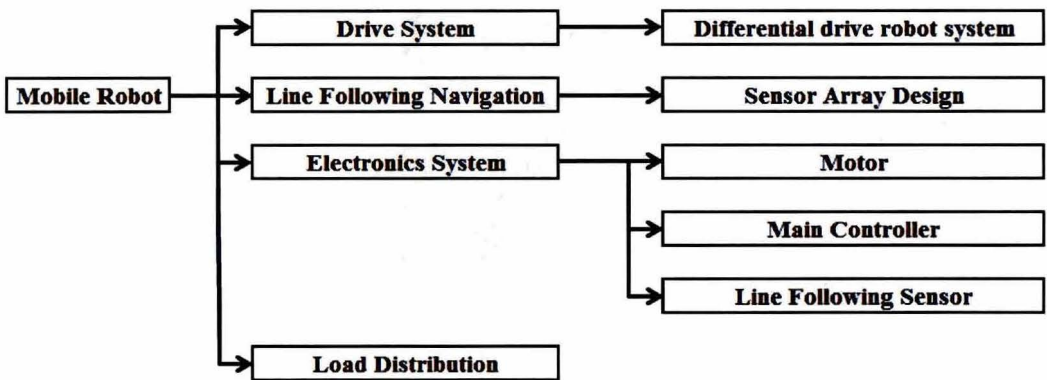 Drive System
Differential drive robot system
Mobile Robot
Line Following Navigation
Sensor Array Design
Electronics System
Motor
Main Controller
Line Following Sensor
Load Distribution